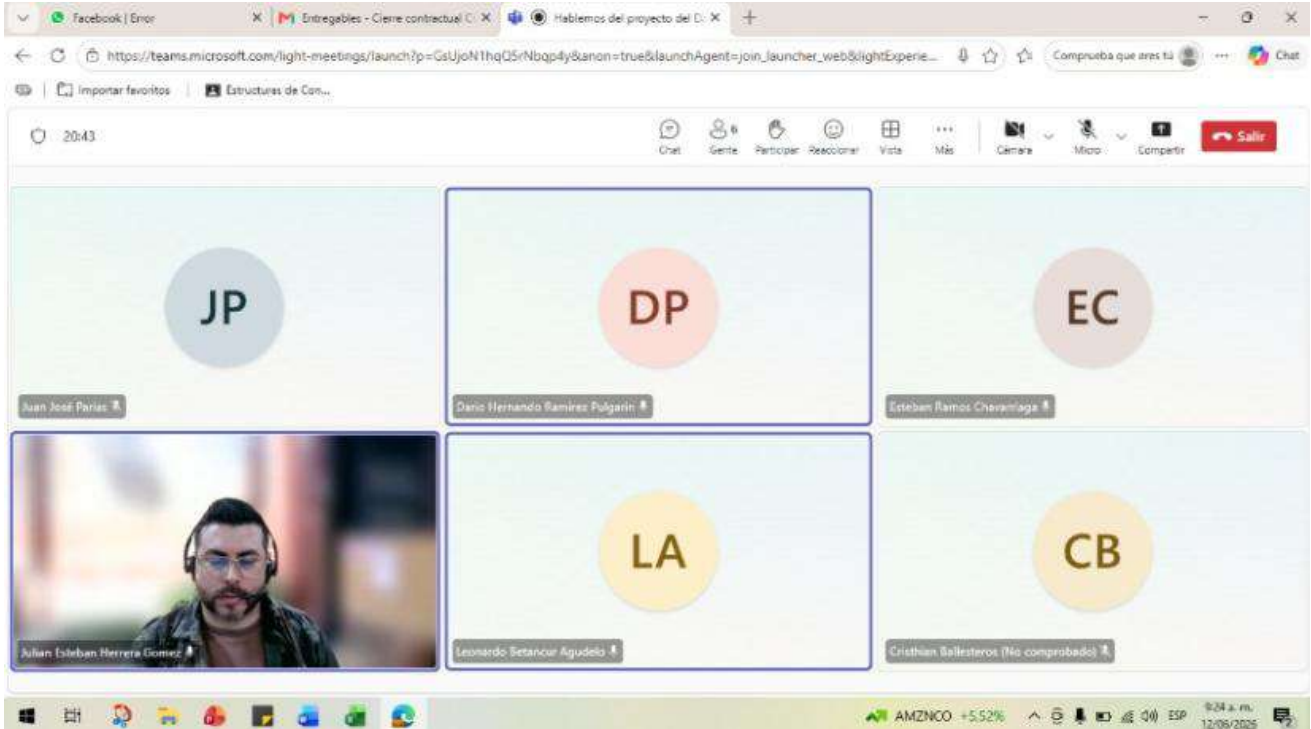 Facebook | Error
Entregables - Cierre contractual C
Hablemos del proyecto del D
https://teams.microsoft.com/light-meetings/launch?p=GsUjoN1hqQ5rNbqp4y&anon=true&launchAgent=join_launcher_web&lightExperie...
Comprueba que eres tú
Chat
Importar favoritos
Estructuras de Con...
20:43
Chat
Gente
6
Participar
Reaccionar
Vista
Más
Cámara
Micro
Compartir
Salir
JP
Juan José Parias
DP
Dario Hernando Ramirez Pulgarin
EC
Esteban Ramos Chavarriaga
Julian Esteban Herrera Gomez
LA
Leonardo Betancur Agudelo
CB
Cristhian Ballesteros (No comprobado)
AMZNCO +5.52%
ESP
9:24 a. m.
12/06/2026